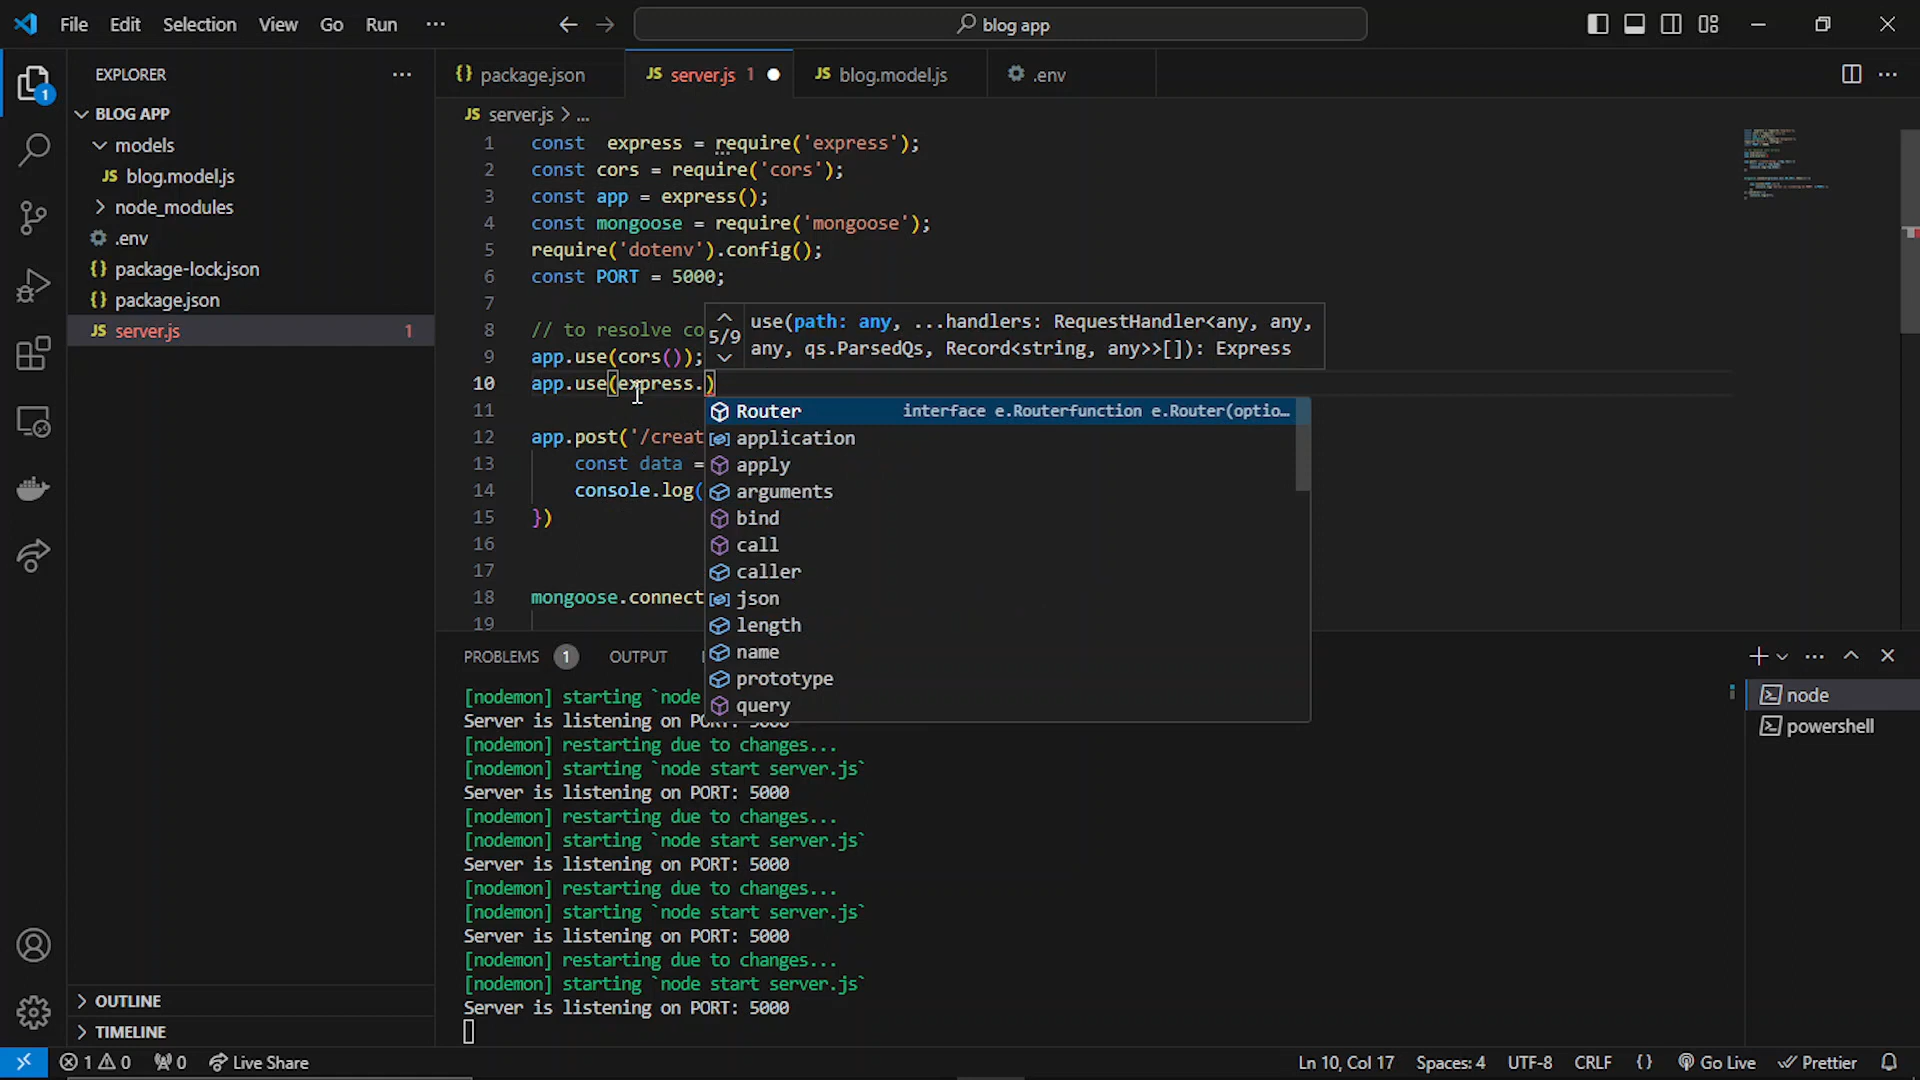 File Edit Selection View Go Run ··· blog app
EXPLORER ···
BLOG APP
models
JS blog.model.js
node_modules
.env
{} package-lock.json
{} package.json
JS server.js 1
OUTLINE
TIMELINE
1
{} package.json JS server.js 1 JS blog.model.js .env
JS server.js > ...
1 const  express = require('express');
2 const cors = require('cors');
3 const app = express();
4 const mongoose = require('mongoose');
5 require('dotenv').config();
6 const PORT = 5000;
7
8 // to resolve co
9 app.use(cors());
10 app.use(express.)
11
12 app.post('/creat
13 const data =
14 console.log(
15 })
16
17
18 mongoose.connect
19
5/9
use(path: any, ...handlers: RequestHandler<any, any,
any, qs.ParsedQs, Record<string, any>>[]): Express
Router interface e.Routerfunction e.Router(optio…
application
apply
arguments
bind
call
caller
json
length
name
prototype
query
PROBLEMS 1 OUTPUT
[nodemon] starting `node
Server is listening on PORT: 5000
[nodemon] restarting due to changes...
[nodemon] starting `node start server.js`
Server is listening on PORT: 5000
[nodemon] restarting due to changes...
[nodemon] starting `node start server.js`
Server is listening on PORT: 5000
[nodemon] restarting due to changes...
[nodemon] starting `node start server.js`
Server is listening on PORT: 5000
[nodemon] restarting due to changes...
[nodemon] starting `node start server.js`
Server is listening on PORT: 5000
node
powershell
1 0 0 Live Share Ln 10, Col 17 Spaces: 4 UTF-8 CRLF {} Go Live Prettier